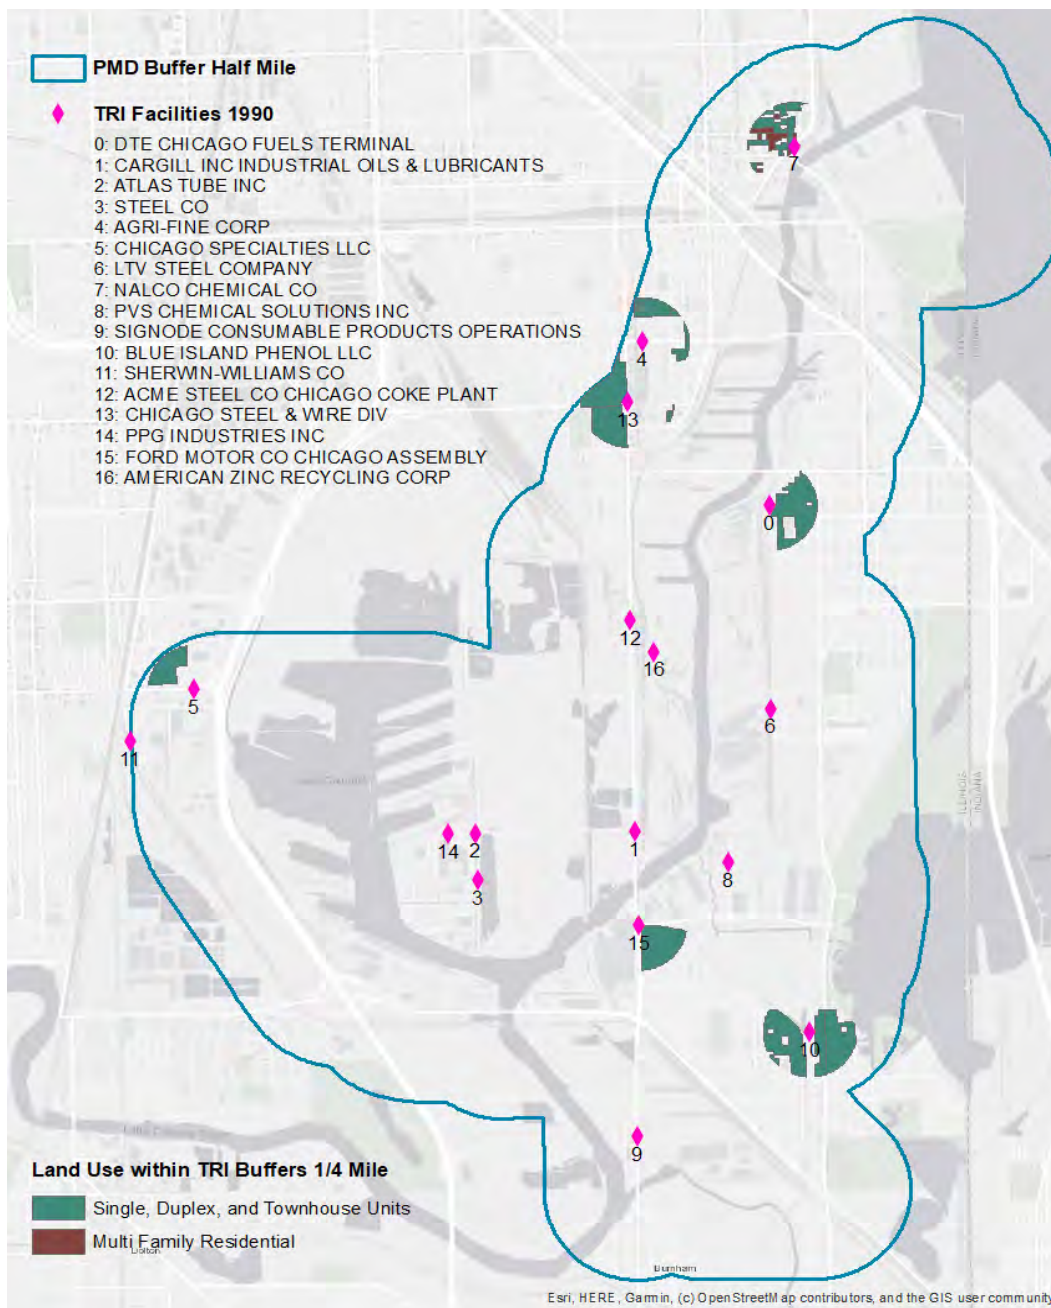 PMD Buffer Half Mile
TRI Facilities 1990
0: DTE CHICAGO FUELS TERMINAL
1: CARGILL INC INDUSTRIAL OILS & LUBRICANTS
2: ATLAS TUBE INC
3: STEEL CO
4: AGRI-FINE CORP
5: CHICAGO SPECIALTIES LLC
6: LTV STEEL COMPANY
7: NALCO CHEMICAL CO
8: PVS CHEMICAL SOLUTIONS INC
9: SIGNODE CONSUMABLE PRODUCTS OPERATIONS
10: BLUE ISLAND PHENOL LLC
11: SHERWIN-WILLIAMS CO
12: ACME STEEL CO CHICAGO COKE PLANT
13: CHICAGO STEEL & WIRE DIV
14: PPG INDUSTRIES INC
15: FORD MOTOR CO CHICAGO ASSEMBLY
16: AMERICAN ZINC RECYCLING CORP
7
4
13
0
12
16
5
6
11
ILLINOIS
INDIANA
14
2
1
3
8
15
10
9
Land Use within TRI Buffers 1/4 Mile
Single, Duplex, and Townhouse Units
Multi Family Residential
Dolton
Burnham
Esri, HERE, Garmin, (c) OpenStreetMap contributors, and the GIS user community